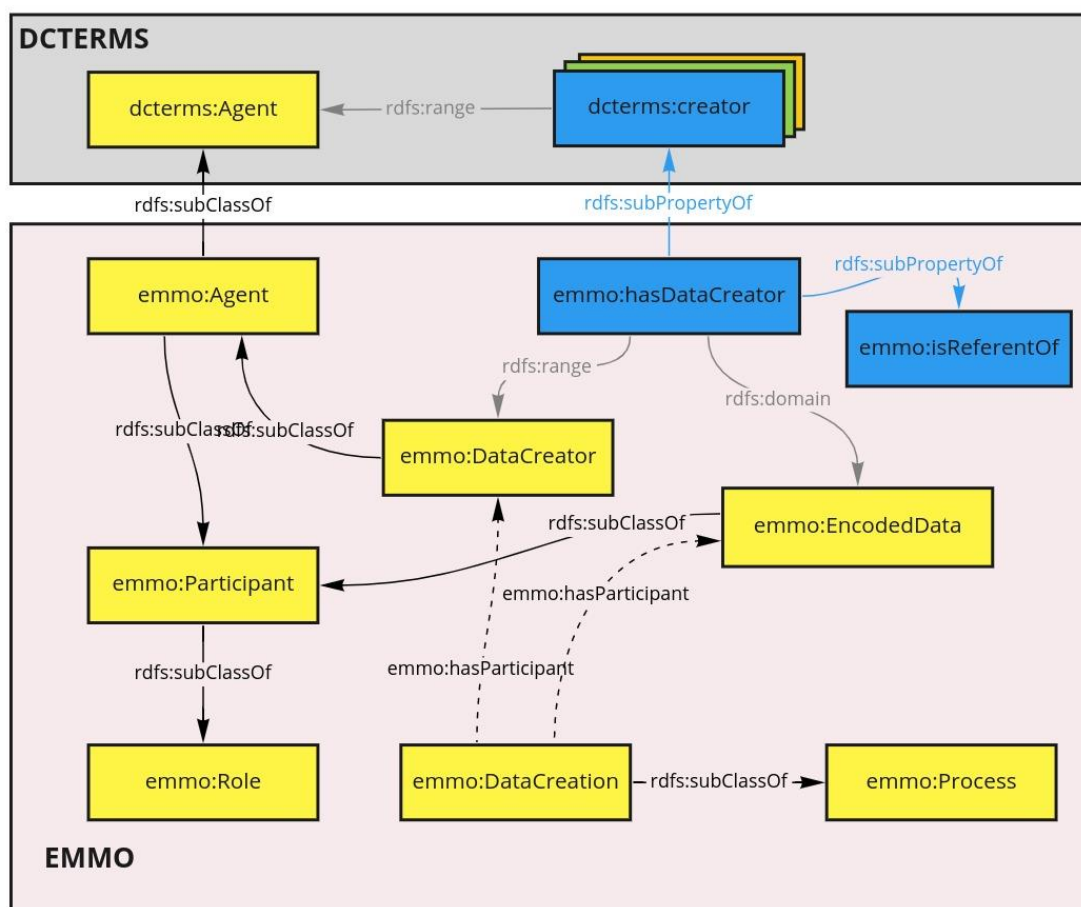 DCTERMS
dcterms:Agent
rdfs:range
dcterms:creator
rdfs:subClassOf
rdfs:subPropertyOf
emmo:Agent
emmo:hasDataCreator
rdfs:subPropertyOf
emmo:isReferentOf
rdfs:range
rdfs:domain
rdfs:subClassOf
rdfs:subClassOf
emmo:DataCreator
rdfs:subClassOf
emmo:EncodedData
emmo:Participant
emmo:hasParticipant
rdfs:subClassOf
emmo:hasParticipant
emmo:Role
emmo:DataCreation
rdfs:subClassOf
emmo:Process
EMMO